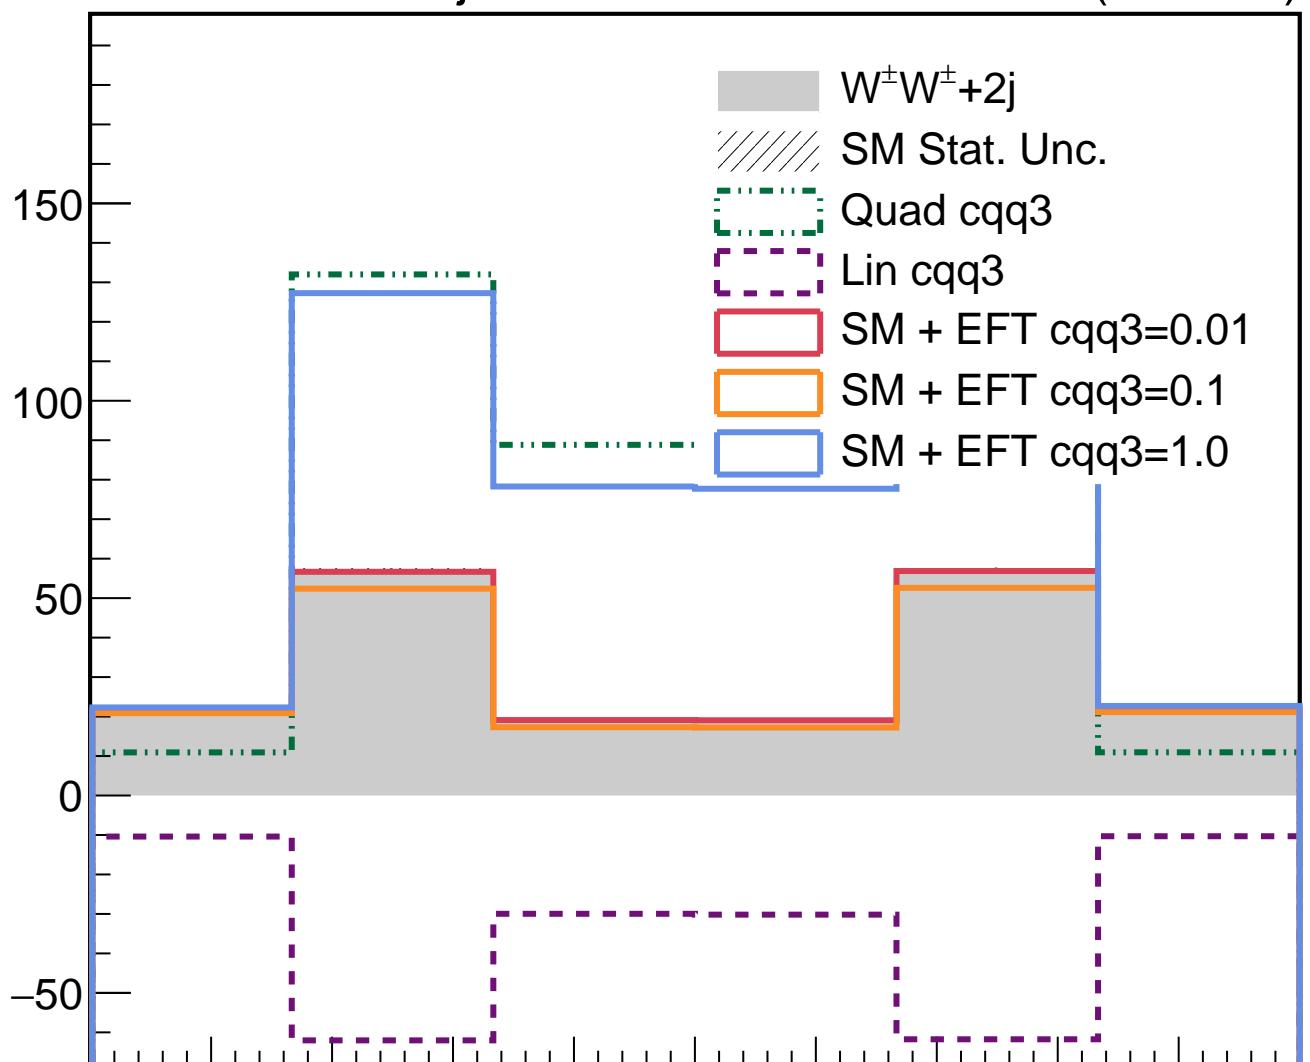 W±W±+2j
SM Stat. Unc.
150
Quad cqq3
Lin cqq3
SM + EFT cqq3=0.01
100
SM + EFT cqq3=0.1
SM + EFT cqq3=1.0
50
0
−50